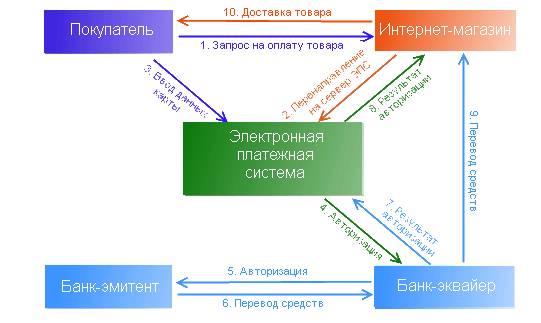 10. Доставка товара
Покупатель
Интернет-магазин
1. Запрос на оплату товара
3. Ввод данных
карты
2. Перенаправление
на сервер ЭПС
8. Результат
авторизации
9. Перевод средств
Электронная
платежная
система
4. Авторизация
7. Результат
авторизации
5. Авторизация
Банк-эмитент
Банк-эквайер
6. Перевод средств